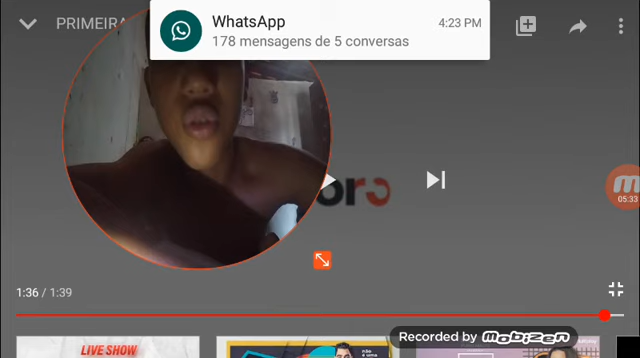 PRIMEIRA
WhatsApp
4:23 PM
178 mensagens de 5 conversas
05:33
1:36 / 1:39
Recorded by MOBIZEN
LIVE SHOW